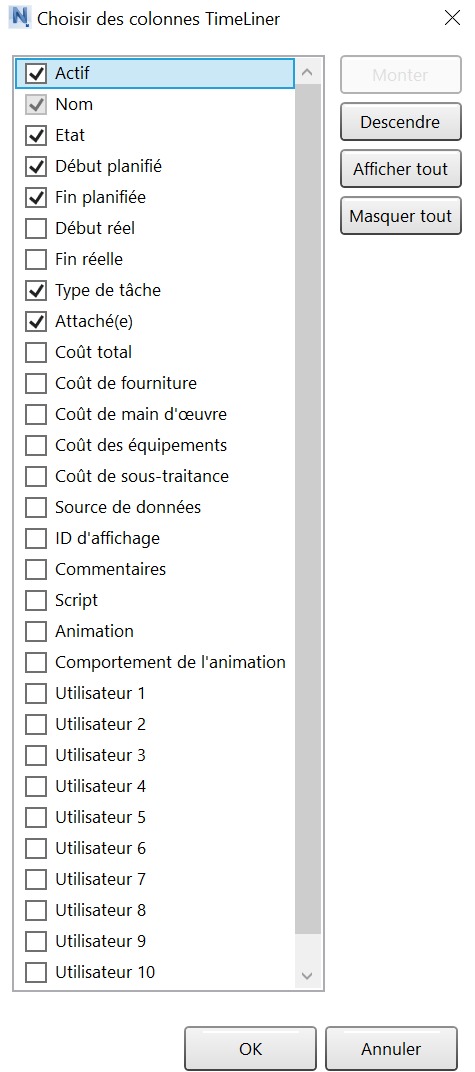 Choisir des colonnes TimeLiner
Actif
Nom
Etat
Début planifié
Fin planifiée
Début réel
Fin réelle
Type de tâche
Attaché(e)
Coût total
Coût de fourniture
Coût de main d'œuvre
Coût des équipements
Coût de sous-traitance
Source de données
ID d'affichage
Commentaires
Script
Animation
Comportement de l'animation
Utilisateur 1
Utilisateur 2
Utilisateur 3
Utilisateur 4
Utilisateur 5
Utilisateur 6
Utilisateur 7
Utilisateur 8
Utilisateur 9
Utilisateur 10
Monter
Descendre
Afficher tout
Masquer tout
OK
Annuler